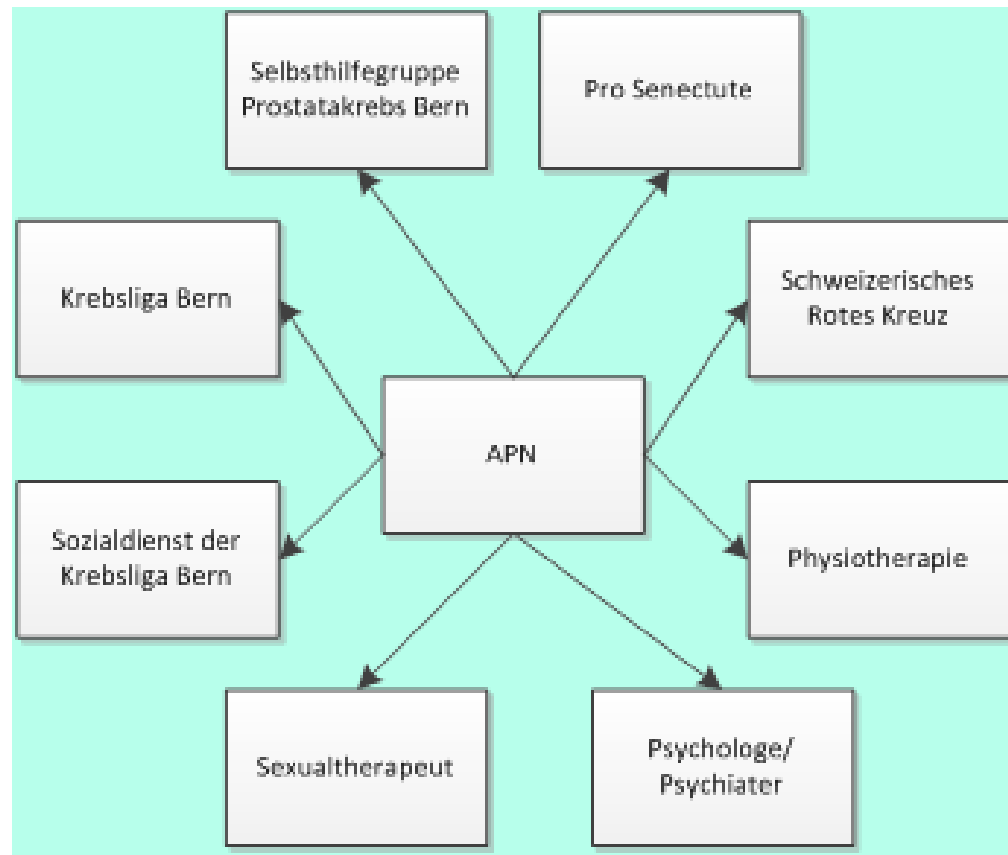 Selbsthilfegruppe
Prostatakrebs Bern
Pro Senectute
Krebsliga Bern
Schweizerisches
Rotes Kreuz
APN
Sozialdienst der
Krebsliga Bern
Physiotherapie
Sexualtherapeut
Psychologe/
Psychiater